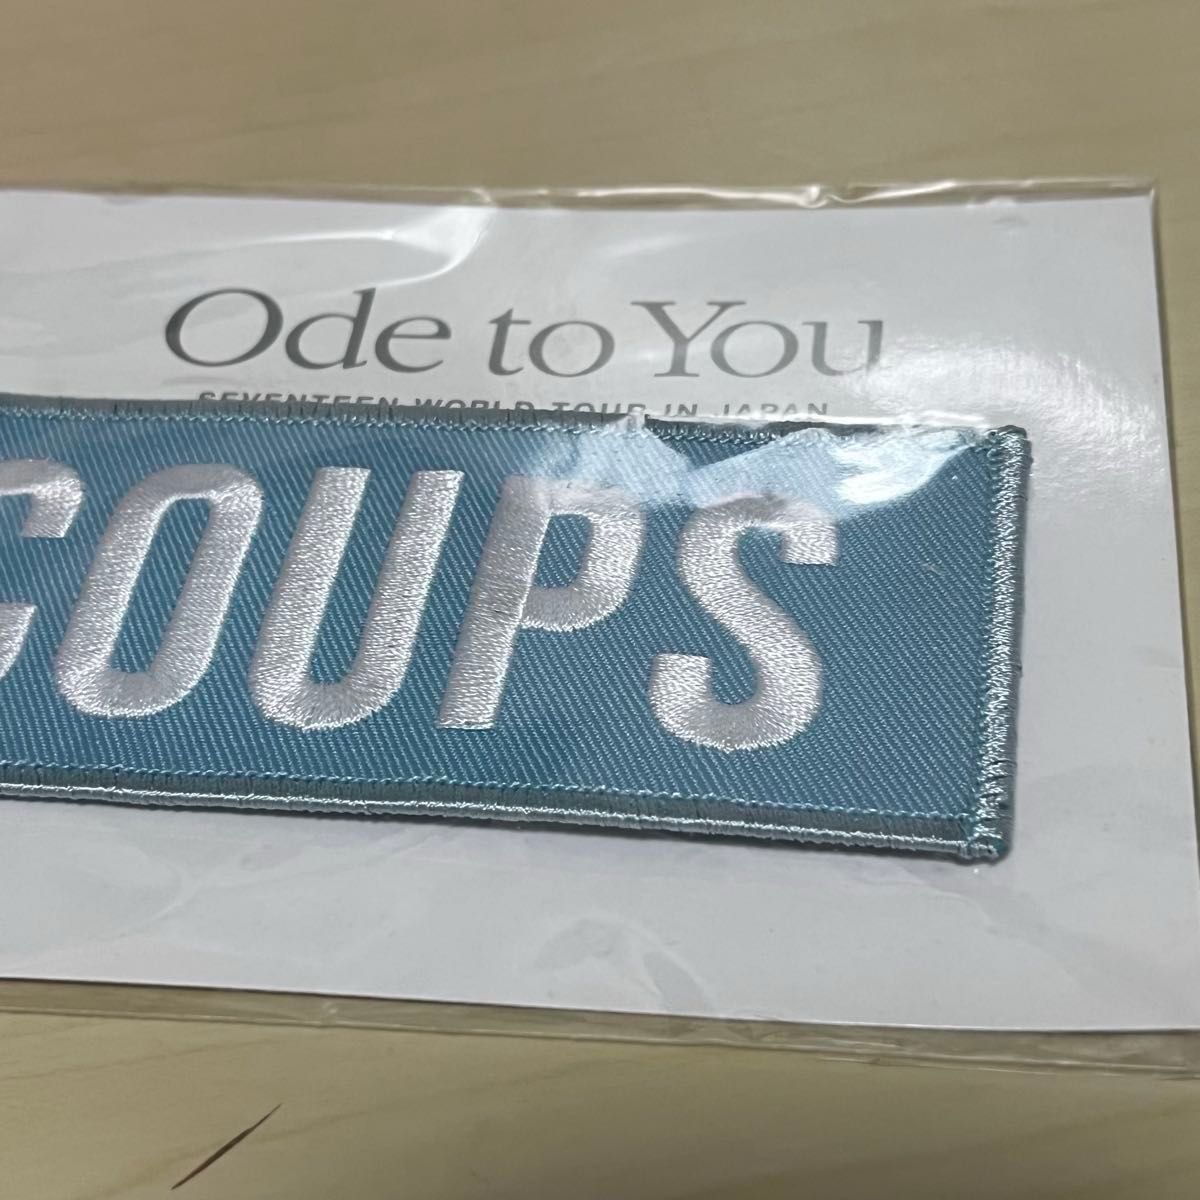 Ode to You
SEVENTEEN WORLD TOUR IN JAPAN
COUPS